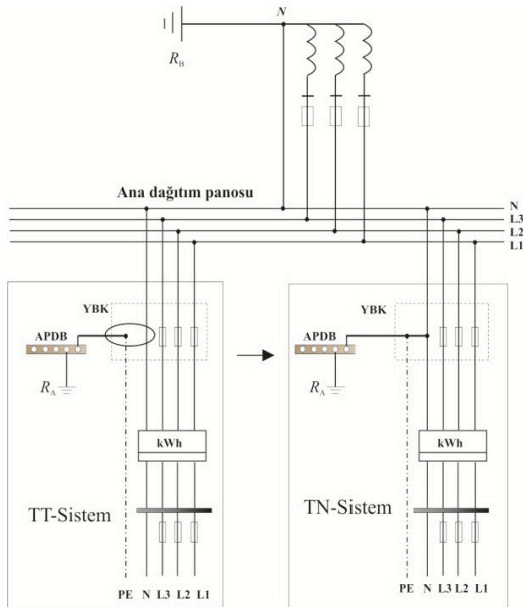 N
R_B
Ana dağıtım panosu
N
L3
L2
L1
YBK
APDB
R_A
kWh
TT-Sistem
PE N L3 L2 L1
YBK
APDB
R_A
kWh
TN-Sistem
PE N L3 L2 L1